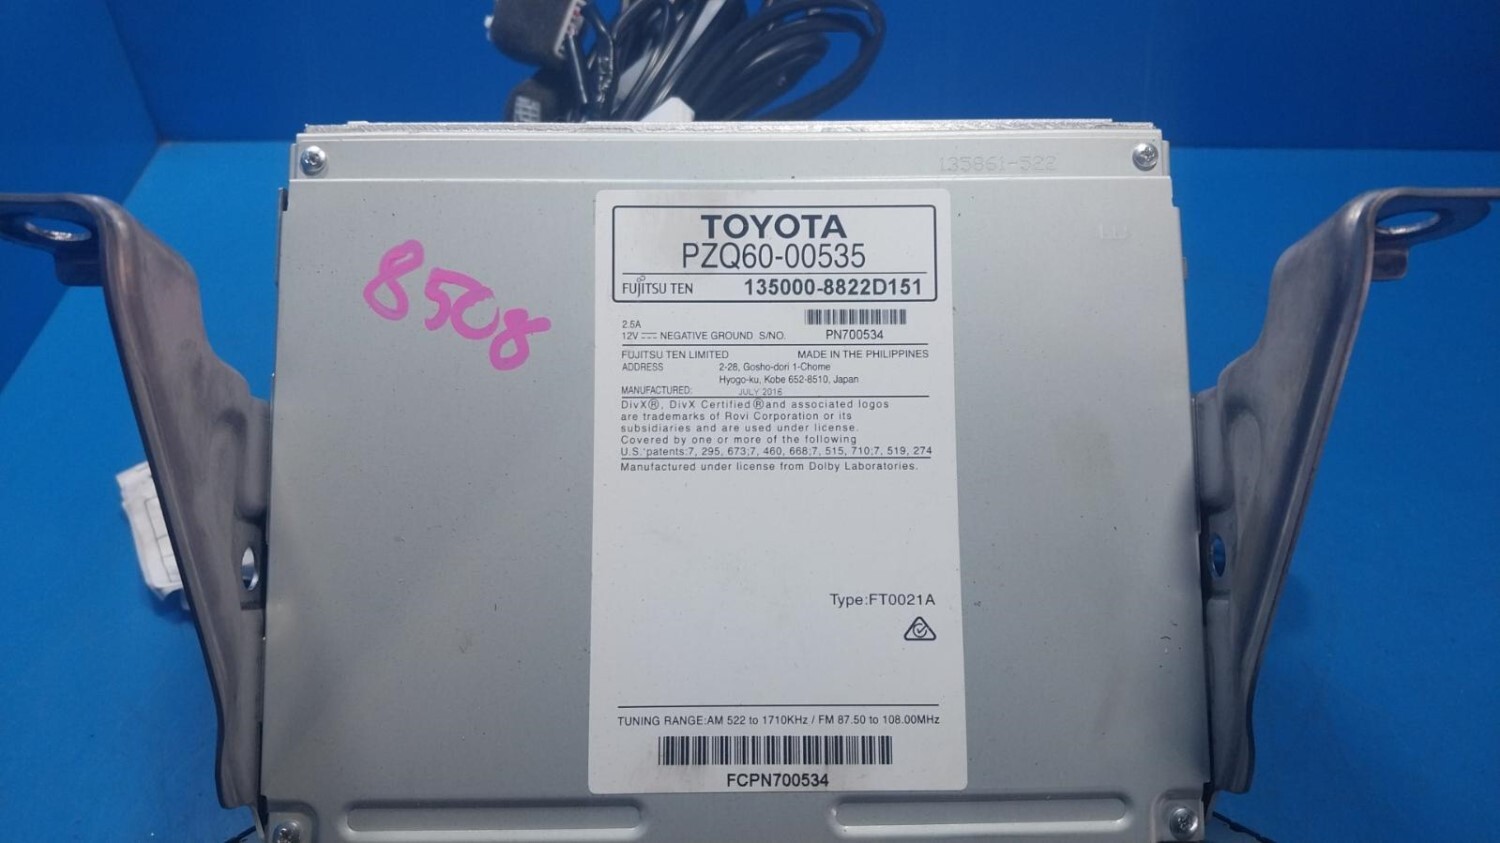 135861-522
TOYOTA
PZQ60-00535
FUJITSU TEN 135000-8822D151
8508
2.5A
12V NEGATIVE GROUND S/NO. PN700534
FUJITSU TEN LIMITED MADE IN THE PHILIPPINES
ADDRESS 2-28, Gosho-dori 1-Chome
Hyogo-ku, Kobe 652-8510, Japan
MANUFACTURED: JULY 2016
DivX®, DivX Certified® and associated logos
are trademarks of Rovi Corporation or its
subsidiaries and are used under license.
Covered by one or more of the following
U.S. patents:7, 295, 673;7, 460, 668;7, 515, 710;7, 519, 274
Manufactured under license from Dolby Laboratories.
Type:FT0021A
TUNING RANGE:AM 522 to 1710KHz / FM 87.50 to 108.00MHz
FCPN700534